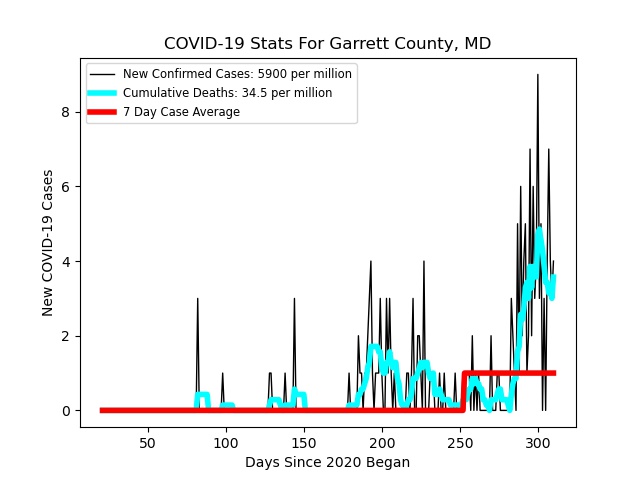 COVID-19 Stats For Garrett County, MD
New Confirmed Cases: 5900 per million
Cumulative Deaths: 34.5 per million
7 Day Case Average
New COVID-19 Cases
8
6
4
2
0
50 100 150 200 250 300
Days Since 2020 Began